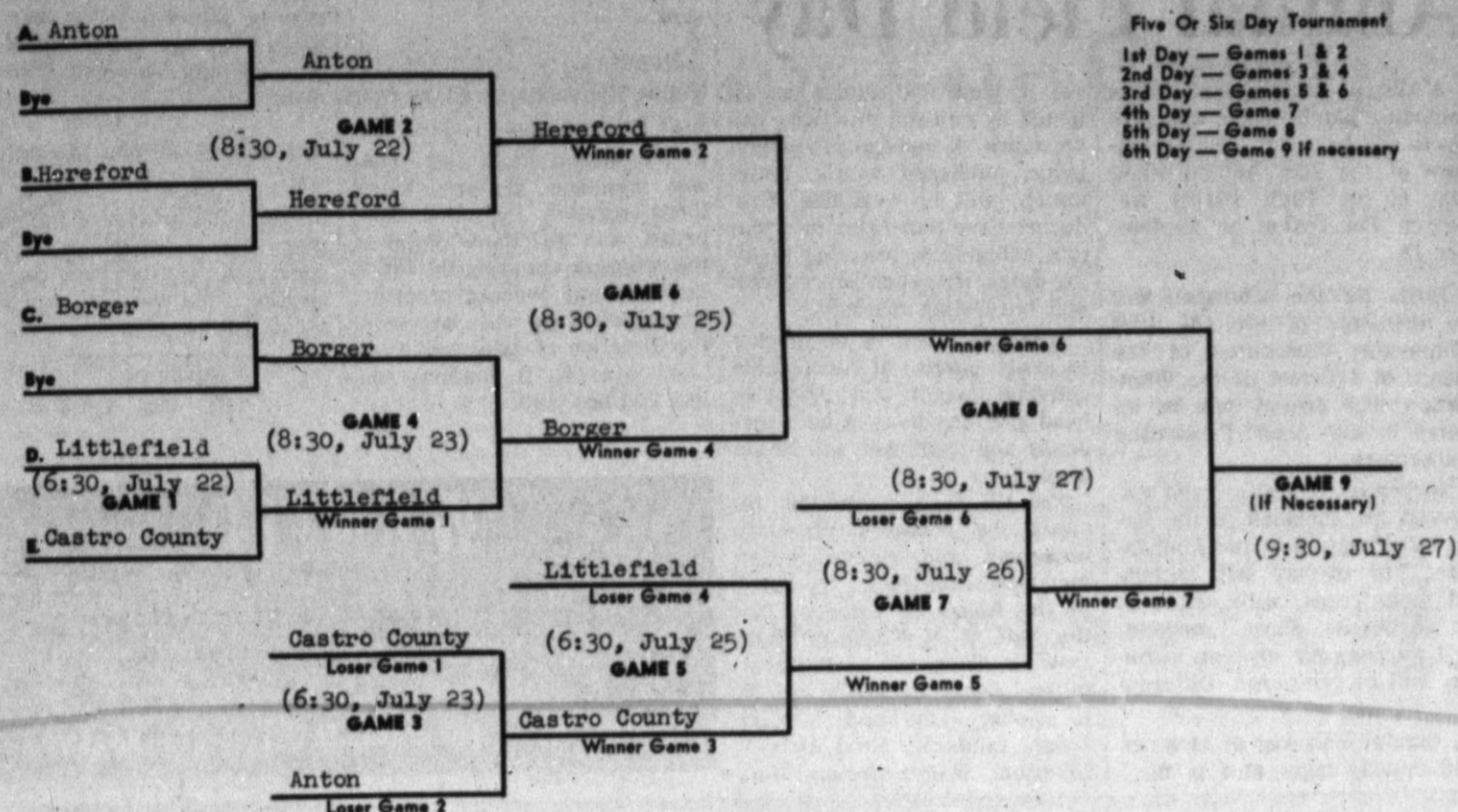 A. Anton
Bye
Anton
GAME 2
(8:30, July 22)
B. Hereford
Bye
Hereford
Hereford
Winner Game 2
C. Borger
Bye
Borger
D. Littlefield
(6:30, July 22)
GAME 1
E Castro County
Littlefield
Winner Game 1
GAME 4
(8:30, July 23)
Borger
Winner Game 4
GAME 6
(8:30, July 25)
Winner Game 6
GAME 8
(8:30, July 27)
Loser Game 6
(8:30, July 26)
GAME 7
Winner Game 7
GAME 9
(If Necessary)
(9:30, July 27)
Littlefield
Loser Game 4
(6:30, July 25)
GAME 5
Winner Game 5
Castro County
Loser Game 1
(6:30, July 23)
GAME 3
Castro County
Winner Game 3
Anton
Loser Game 2
Five Or Six Day Tournament
1st Day — Games 1 & 2
2nd Day — Games 3 & 4
3rd Day — Games 5 & 6
4th Day — Game 7
5th Day — Game 8
6th Day — Game 9 if necessary